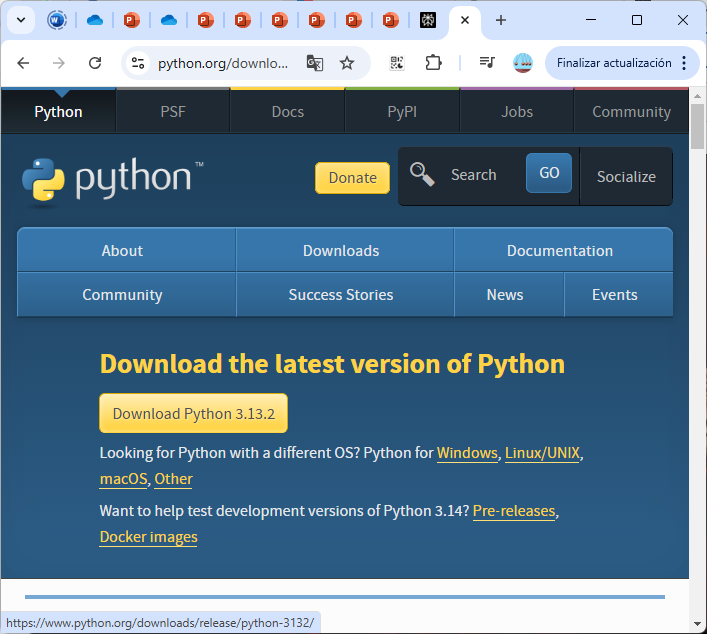 python.org/downlo...
Finalizar actualización
Python PSF Docs PyPI Jobs Community
python™
Donate
Search
GO
Socialize
About Downloads Documentation
Community Success Stories News Events
Download the latest version of Python
Download Python 3.13.2
Looking for Python with a different OS? Python for Windows, Linux/UNIX,
macOS, Other
Want to help test development versions of Python 3.14? Pre-releases,
Docker images
https://www.python.org/downloads/release/python-3132/